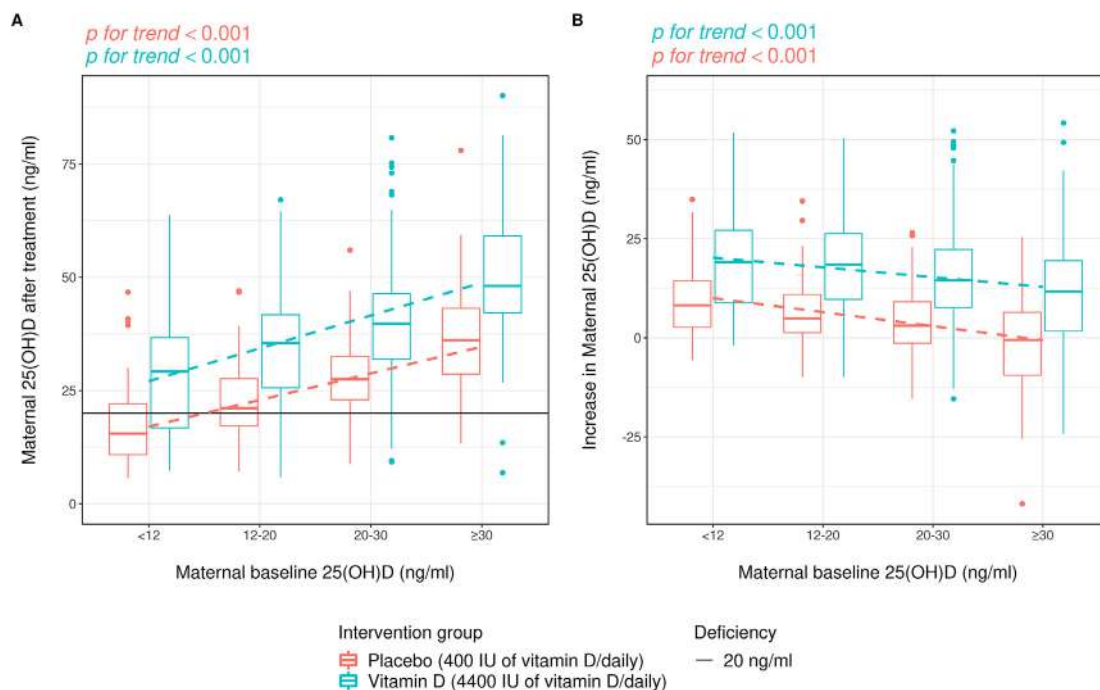 A
p for trend < 0.001
p for trend < 0.001
Maternal 25(OH)D after treatment (ng/ml)
75
50
25
0
<12
12-20
20-30
≥30
Maternal baseline 25(OH)D (ng/ml)
B
p for trend < 0.001
p for trend < 0.001
Increase in Maternal 25(OH)D (ng/ml)
50
25
0
-25
<12
12-20
20-30
≥30
Maternal baseline 25(OH)D (ng/ml)
Intervention group
Placebo (400 IU of vitamin D/daily)
Vitamin D (4400 IU of vitamin D/daily)
Deficiency
20 ng/ml